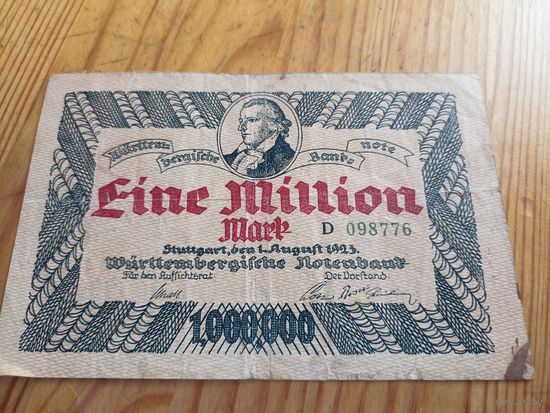 Württem note
bergische Bank-
Eine Million
Mark D 098776
Stuttgart, den 1. August 1923.
Württembergische Notenbank
Für den Aufsichtsrat: Der Vorstand.
1,000,000